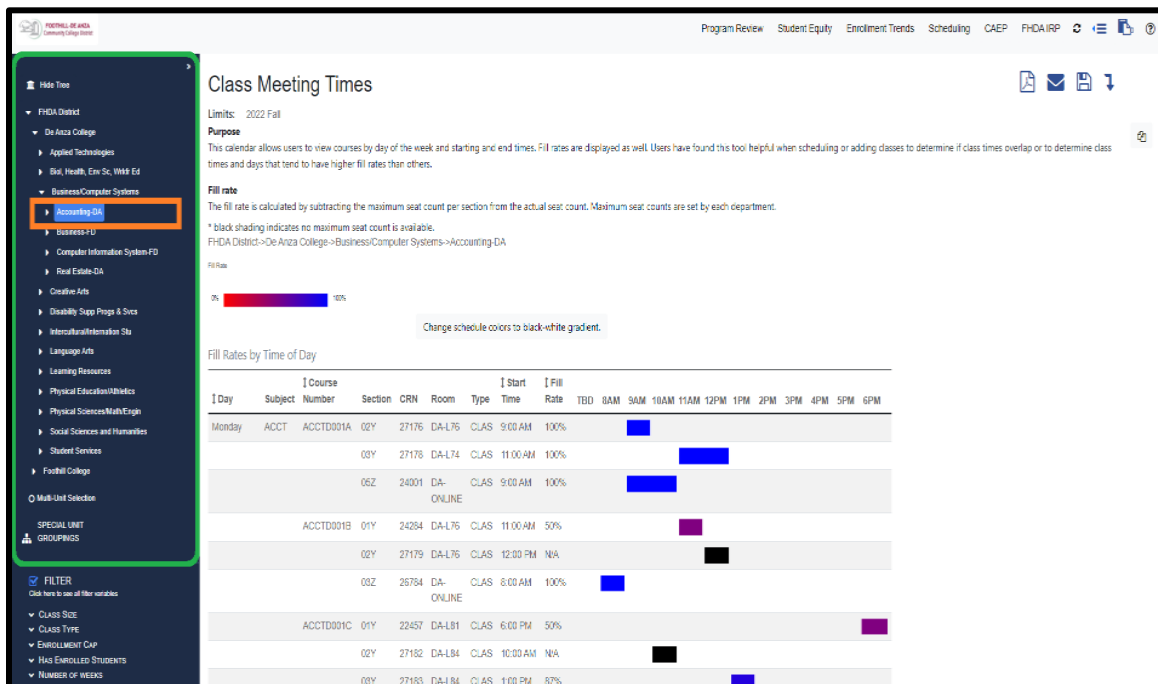 FOOTHILL-DE ANZA
Community College District
Program Review Student Equity Enrollment Trends Scheduling CAEP FHDA IRP
Hide Tree
FHDA District
De Anza College
Applied Technologies
Biol, Health, Env Sc, Wrkfr Ed
Business/Computer Systems
Accounting-DA
Business-FD
Computer Information System-FD
Real Estate-DA
Creative Arts
Disability Supp Progs & Svcs
Intercultural/Internation Stu
Language Arts
Learning Resources
Physical Education/Athletics
Physical Sciences/Math/Engin
Social Sciences and Humanities
Student Services
Foothill College
Multi-Unit Selection
SPECIAL UNIT
GROUPINGS
FILTER
Click here to see all filter variables
CLASS SIZE
CLASS TYPE
ENROLLMENT CAP
HAS ENROLLED STUDENTS
NUMBER OF WEEKS
Class Meeting Times
Limits: 2022 Fall
Purpose
This calendar allows users to view courses by day of the week and starting and end times. Fill rates are displayed as well. Users have found this tool helpful when scheduling or adding classes to determine if class times overlap or to determine class
times and days that tend to have higher fill rates than others.
Fill rate
The fill rate is calculated by subtracting the maximum seat count per section from the actual seat count. Maximum seat counts are set by each department.
* black shading indicates no maximum seat count is available.
FHDA District->De Anza College->Business/Computer Systems->Accounting-DA
Fill Rate
0% 100%
Change schedule colors to black-white gradient.
Fill Rates by Time of Day
Day Subject Course Number Section CRN Room Type Start Time Fill Rate TBD 8AM 9AM 10AM 11AM 12PM 1PM 2PM 3PM 4PM 5PM 6PM
Monday ACCT ACCTD001A 02Y 27176 DA-L76 CLAS 9:00 AM 100%
03Y 27178 DA-L74 CLAS 11:00 AM 100%
05Z 24001 DA-ONLINE CLAS 9:00 AM 100%
ACCTD001B 01Y 24284 DA-L76 CLAS 11:00 AM 50%
02Y 27179 DA-L76 CLAS 12:00 PM N/A
03Z 26784 DA-ONLINE CLAS 8:00 AM 100%
ACCTD001C 01Y 22457 DA-L81 CLAS 6:00 PM 50%
02Y 27182 DA-L84 CLAS 10:00 AM N/A
03Y 27183 DA-L84 CLAS 1:00 PM 87%